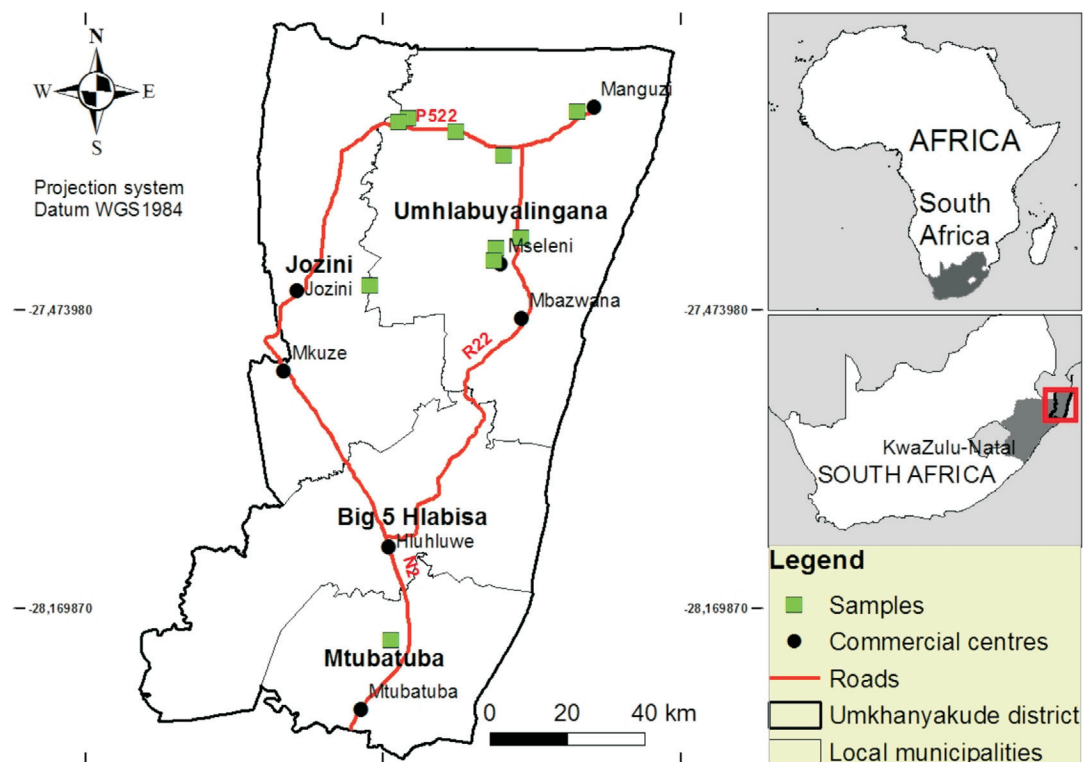 N
W E
S
Projection system
Datum WGS1984
Manguzi
P522
Umhlabuyalingana
Mseleni
Jozini
Jozini
Mbazwana
-27,473980
-27,473980
R22
Mkuze
Big 5 Hlabisa
Hluhluwe
N2
-28,169870
-28,169870
Mtubatuba
Mtubatuba
0 20 40 km
AFRICA
South
Africa
KwaZulu-Natal
SOUTH AFRICA
Legend
Samples
Commercial centres
Roads
Umkhanyakude district
Local municipalities